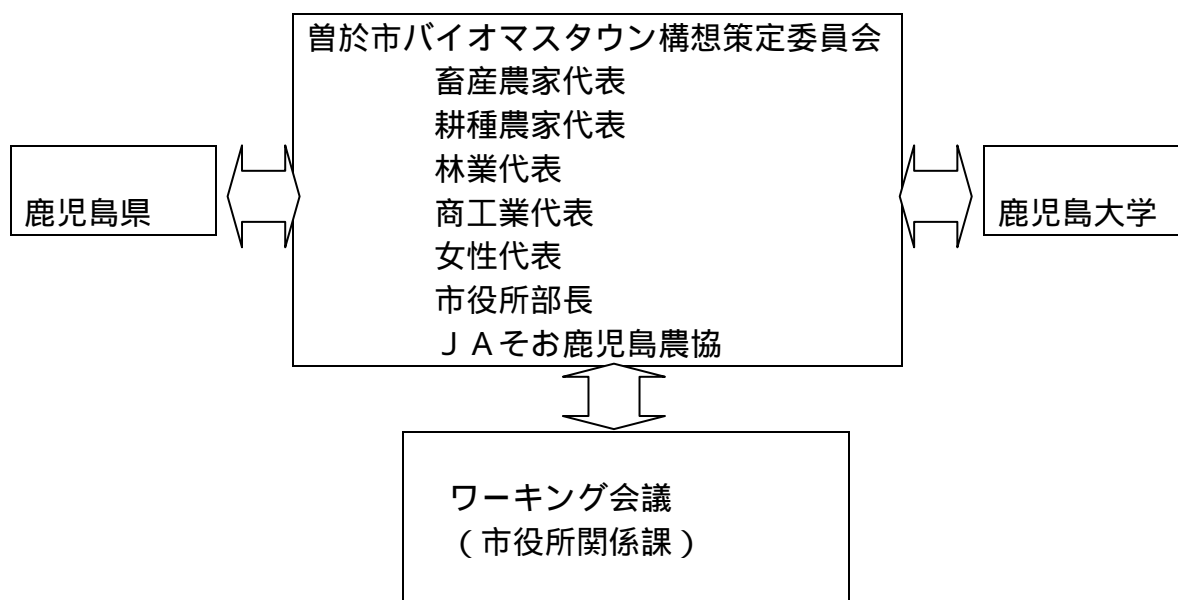 曽於市バイオマスタウン構想策定委員会
畜産農家代表
耕種農家代表
林業代表
商工業代表
女性代表
市役所部長
ＪＡそお鹿児島農協
鹿児島県
鹿児島大学
ワーキング会議
（市役所関係課）